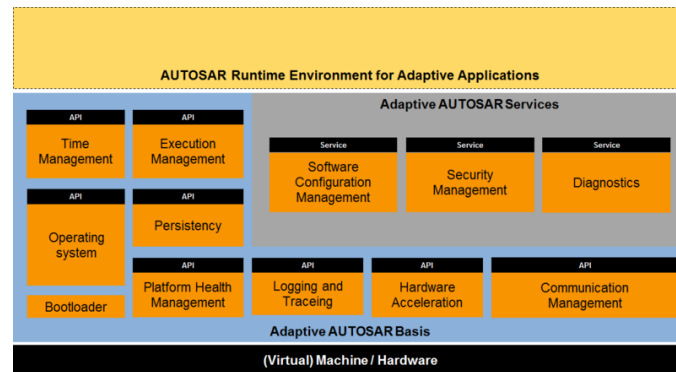 AUTOSAR Runtime Environment for Adaptive Applications
Adaptive AUTOSAR Services
API
Time
Management
API
Execution
Management
Service
Software
Configuration
Management
Service
Security
Management
Service
Diagnostics
API
Operating
system
API
Persistency
Bootloader
API
Platform Health
Management
API
Logging and
Traceing
API
Hardware
Acceleration
API
Communication
Management
Adaptive AUTOSAR Basis
(Virtual) Machine / Hardware